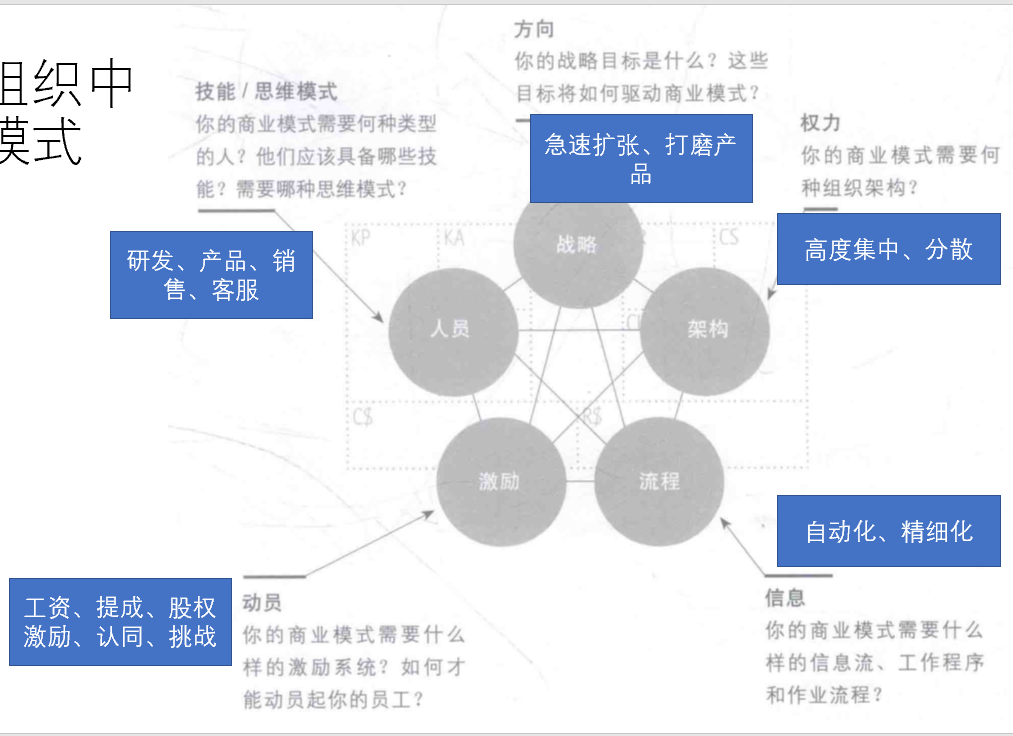 组织中
模式
方向
你的战略目标是什么？这些
目标将如何驱动商业模式？
急速扩张、打磨产
品
技能 / 思维模式
你的商业模式需要何种类型
的人？他们应该具备哪些技
能？需要哪种思维模式？
研发、产品、销
售、客服
权力
你的商业模式需要何
种组织架构？
高度集中、分散
KP
KA
CS
战略
人员
架构
C$
R$
激励
流程
自动化、精细化
工资、提成、股权
激励、认同、挑战
动员
你的商业模式需要什么
样的激励系统？如何才
能动员起你的员工？
信息
你的商业模式需要什么
样的信息流、工作程序
和作业流程？